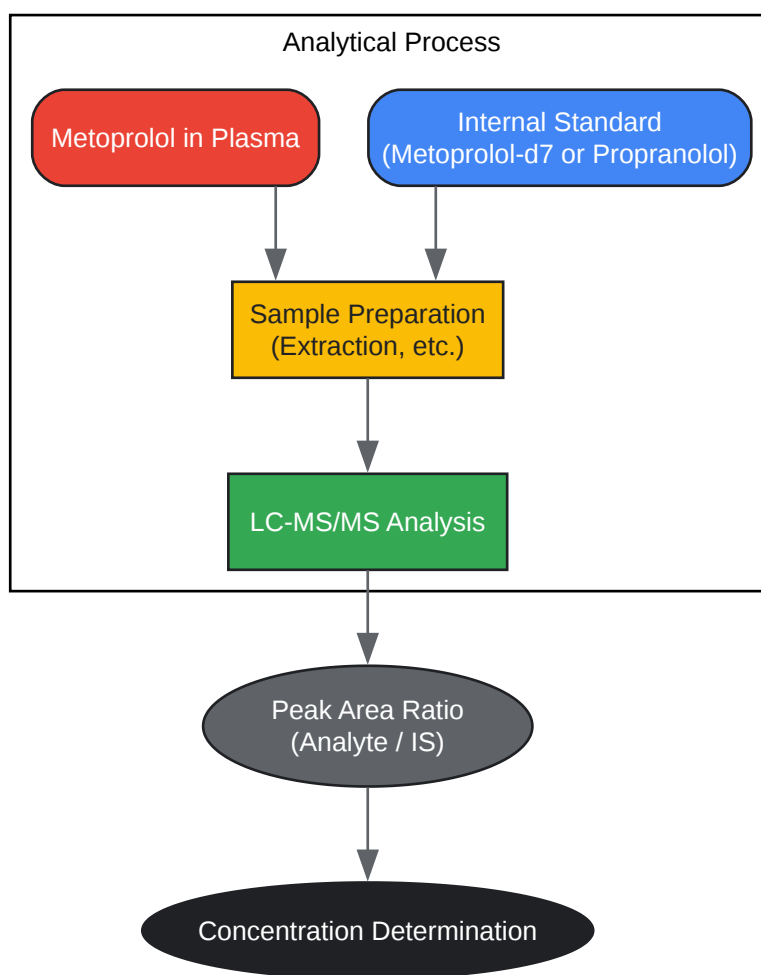 Analytical Process
Metoprolol in Plasma
Internal Standard
(Metoprolol-d7 or Propranolol)
Sample Preparation
(Extraction, etc.)
LC-MS/MS Analysis
Peak Area Ratio
(Analyte / IS)
Concentration Determination